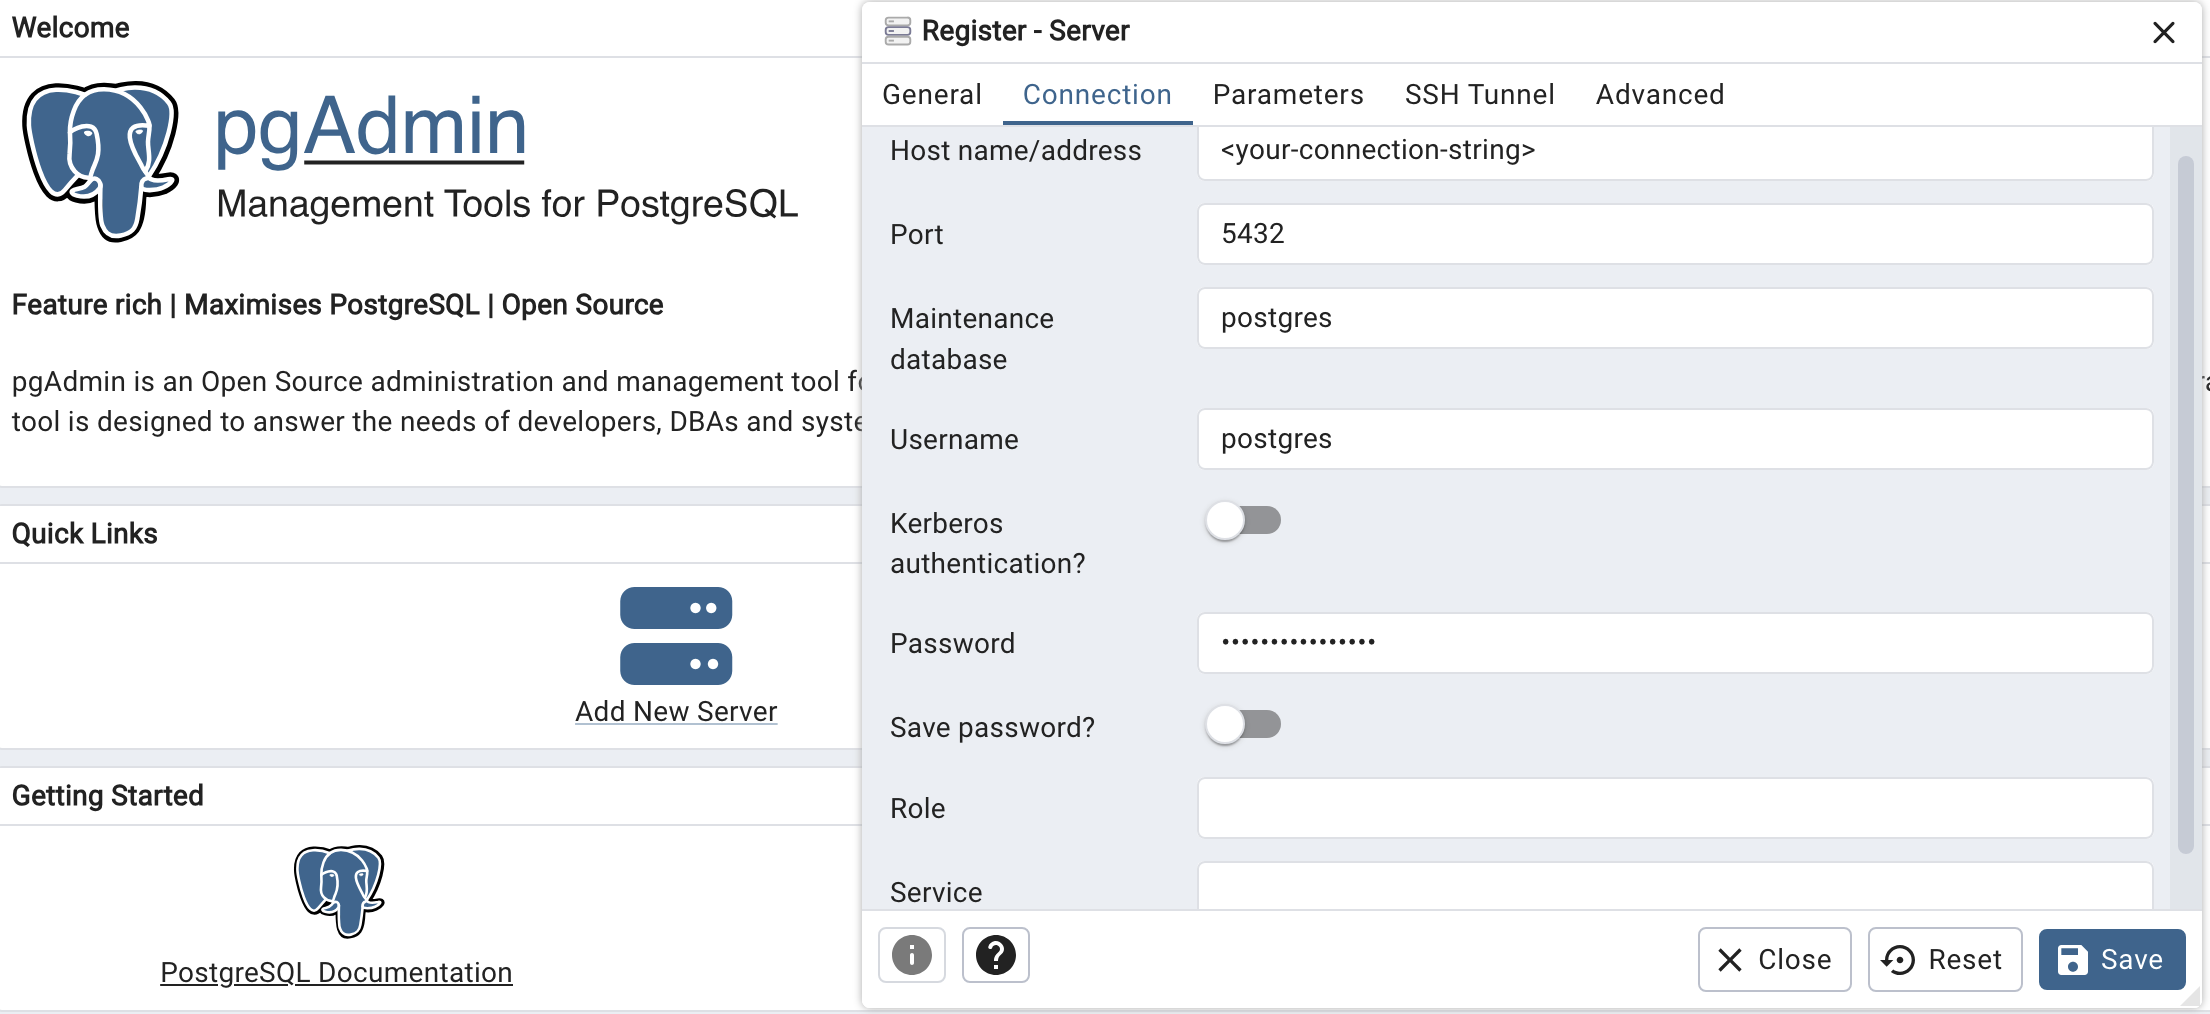 Welcome
pgAdmin
Management Tools for PostgreSQL
Feature rich | Maximises PostgreSQL | Open Source
pgAdmin is an Open Source administration and management tool
tool is designed to answer the needs of developers, DBAs and
Quick Links
Add New Server
Getting Started
PostgreSQL Documentation
Register - Server
General
Connection
Parameters
SSH Tunnel
Advanced
Host name/address
<your-connection-string>
Port
5432
Maintenance
database
postgres
Username
postgres
Kerberos
authentication?
Password
••••••••••••••••
Save password?
Role
Service
Close
Reset
Save